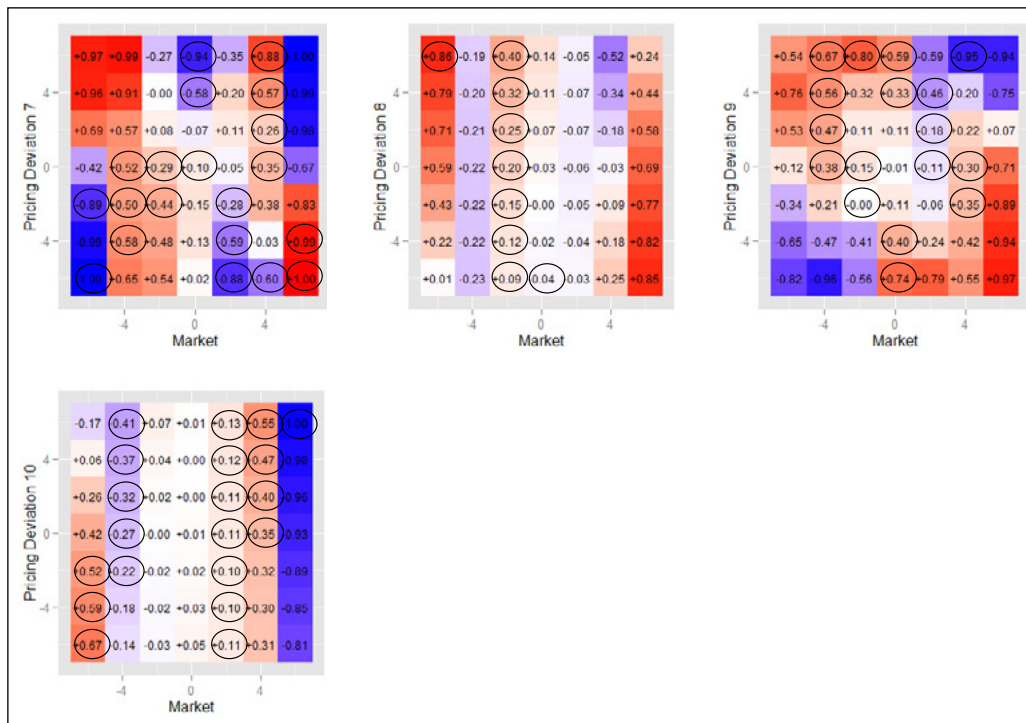 +0.97 +0.99 -0.27 -0.94 -0.35 +0.88 -1.00
4 +0.96 +0.91 -0.00 -0.58 +0.20 +0.57 -0.99
+0.69 +0.57 +0.08 -0.07 +0.11 +0.26 -0.98
0 -0.42 +0.52 +0.29 +0.10 -0.05 +0.35 -0.67
-0.89 +0.50 +0.44 +0.15 -0.28 +0.38 +0.83
-4 -0.99 +0.58 +0.48 +0.13 -0.59 -0.03 +0.99
-1.00 +0.65 +0.54 +0.02 -0.88 -0.60 +1.00
Pricing Deviation 7
-4 0 4
Market
+0.86 -0.19 +0.40 +0.14 -0.05 -0.52 +0.24
4 +0.79 -0.20 +0.32 +0.11 -0.07 -0.34 +0.44
+0.71 -0.21 +0.25 +0.07 -0.07 -0.18 +0.58
0 +0.59 -0.22 +0.20 +0.03 -0.06 -0.03 +0.69
+0.43 -0.22 +0.15 -0.00 -0.05 +0.09 +0.77
-4 +0.22 -0.22 +0.12 -0.02 -0.04 +0.18 +0.82
+0.01 -0.23 +0.09 -0.04 -0.03 +0.25 +0.85
Pricing Deviation 8
-4 0 4
Market
+0.54 +0.67 +0.80 +0.59 -0.59 -0.95 -0.94
4 +0.76 +0.56 +0.32 +0.33 -0.46 -0.20 -0.75
+0.53 +0.47 +0.11 +0.11 -0.18 +0.22 +0.07
0 +0.12 +0.38 +0.15 -0.01 -0.11 +0.30 +0.71
-0.34 +0.21 -0.00 +0.11 -0.06 +0.35 +0.89
-4 -0.65 -0.47 -0.41 +0.40 +0.24 +0.42 +0.94
-0.82 -0.96 -0.56 +0.74 +0.79 +0.55 +0.97
Pricing Deviation 9
-4 0 4
Market
-0.17 -0.41 +0.07 +0.01 +0.13 +0.55 -1.00
4 +0.06 -0.37 +0.04 +0.00 +0.12 +0.47 -0.98
+0.26 -0.32 +0.02 +0.00 +0.11 +0.40 -0.96
0 +0.42 -0.27 -0.00 +0.01 +0.11 +0.35 -0.93
+0.52 -0.22 -0.02 +0.02 +0.10 +0.32 -0.89
-4 +0.59 -0.18 -0.02 +0.03 +0.10 +0.30 -0.85
+0.67 -0.14 -0.03 +0.05 +0.11 +0.31 -0.81
Pricing Deviation 10
-4 0 4
Market